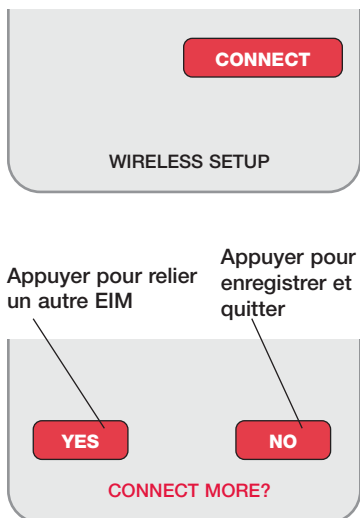 CONNECT
WIRELESS SETUP
Appuyer pour relier
un autre EIM
Appuyer pour
enregistrer et
quitter
YES
NO
CONNECT MORE?